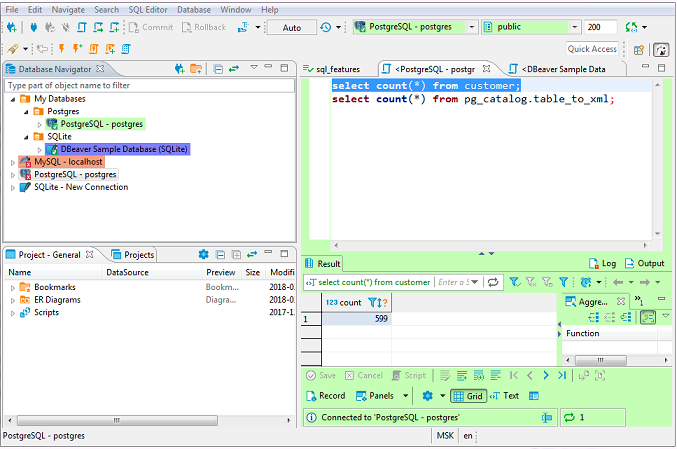 File Edit Navigate Search SQL Editor Database Window Help
Commit Rollback Auto PostgreSQL - postgres public 200
Quick Access
Database Navigator
Type part of object name to filter
My Databases
Postgres
PostgreSQL - postgres
SQLite
DBeaver Sample Database (SQLite)
MySQL - localhost
PostgreSQL - postgres
SQLite - New Connection
sql_features <PostgreSQL - postgr <DBeaver Sample Data
select count(*) from customer;
select count(*) from pg_catalog.table_to_xml;
Project - General Projects
Name DataSource Preview Size Modifi
Bookmarks Bookm... 2018-0
ER Diagrams Diagra... 2018-0
Scripts 2017-1
Result Log Output
select count(*) from customer Enter a S
123 count
1 599
Aggre... »1
Function
Save Cancel Script
Record Panels Grid Text
Connected to 'PostgreSQL - postgres' 1
PostgreSQL - postgres MSK en